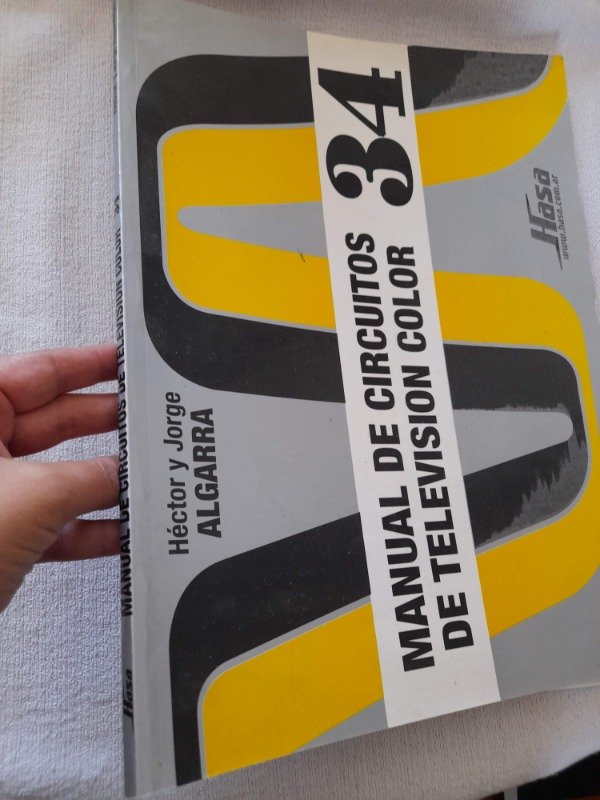 Héctor y Jorge
ALGARRA
MANUAL DE CIRCUITOS
DE TELEVISION COLOR
34
Hasa
www.hasa.com.ar
Hasa MANUAL DE CIRCUITOS DE TELEVISION COLOR 34